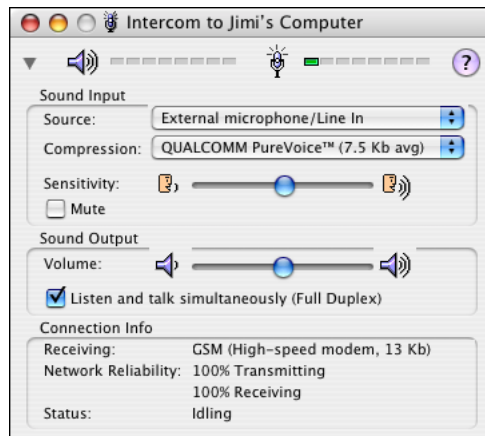 Intercom to Jimi's Computer
?
Sound Input
Source: External microphone/Line In
Compression: QUALCOMM PureVoice™ (7.5 Kb avg)
Sensitivity:
Mute
Sound Output
Volume:
Listen and talk simultaneously (Full Duplex)
Connection Info
Receiving: GSM (High-speed modem, 13 Kb)
Network Reliability: 100% Transmitting
100% Receiving
Status: Idling